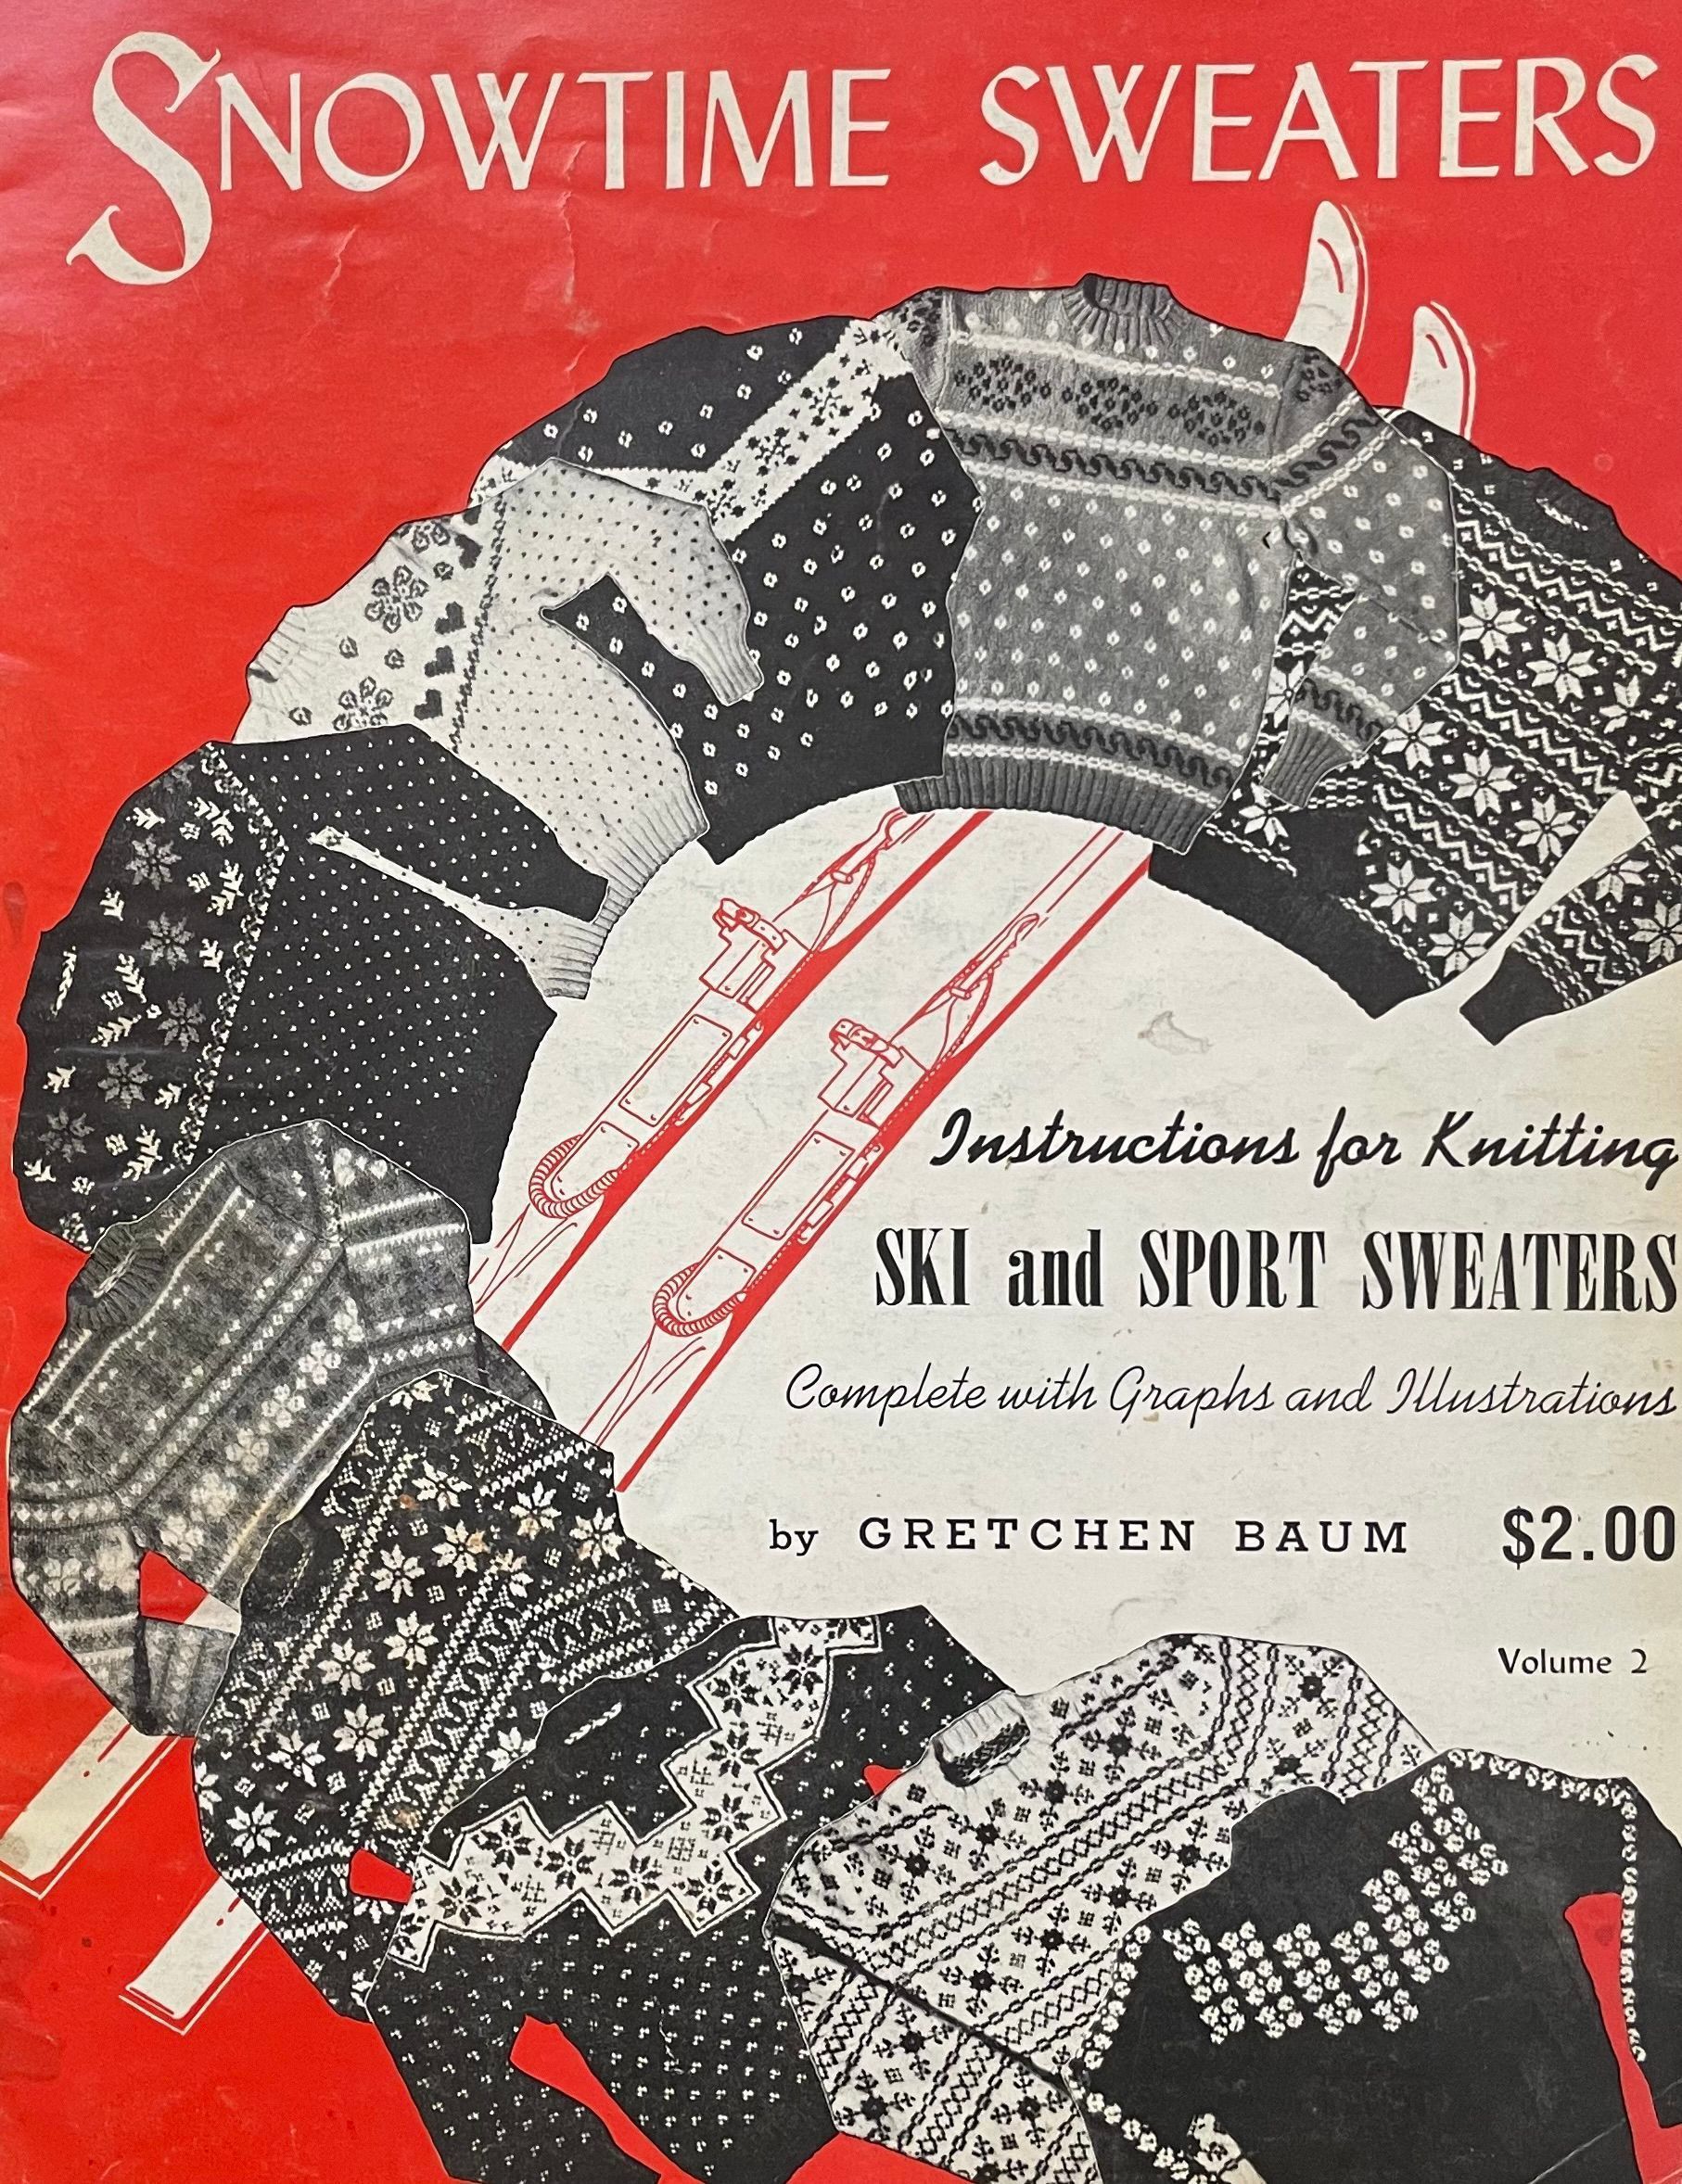 SNOWTIME SWEATERS
Instructions for Knitting
SKI and SPORT SWEATERS
Complete with Graphs and Illustrations
by GRETCHEN BAUM $2.00
Volume 2